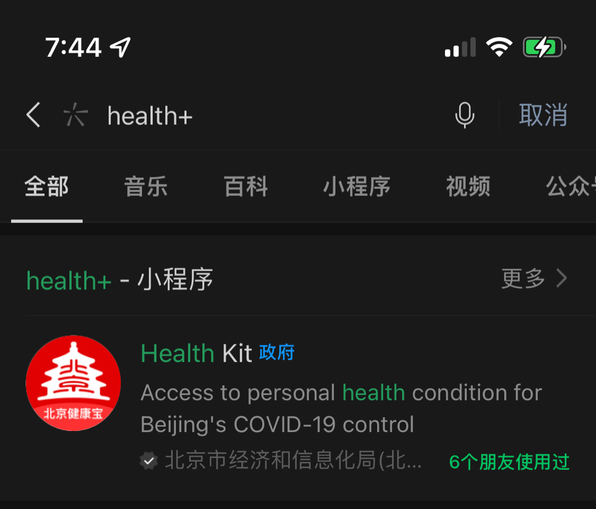 7:44
health+ 取消
全部 音乐 百科 小程序 视频 公众
health+ - 小程序 更多
北京
北京健康宝
Health Kit 政府
Access to personal health condition for
Beijing's COVID-19 control
北京市经济和信息化局(北... 6个朋友使用过